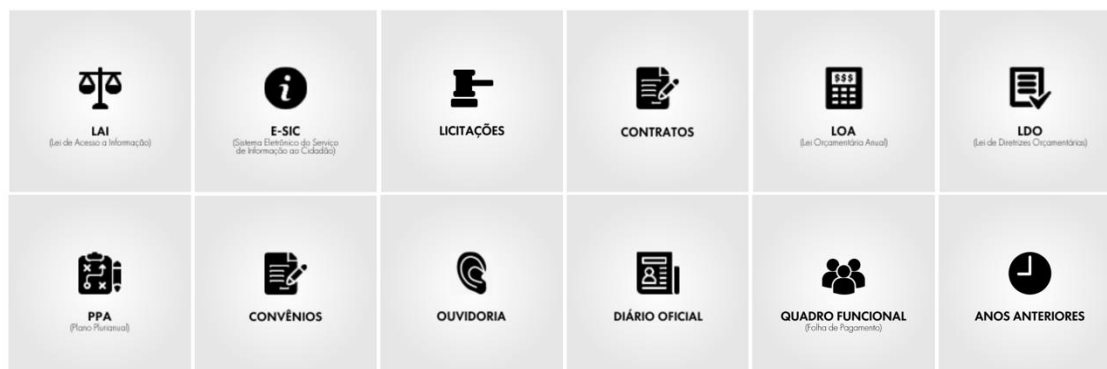 LAI
(Lei de Acesso a Informação)
E-SIC
(Sistema Eletrônico do Serviço
de Informação ao Cidadão)
LICITAÇÕES
CONTRATOS
$$$
LOA
(Lei Orçamentária Anual)
LDO
(Lei de Diretrizes Orçamentárias)
PPA
(Plano Plurianual)
CONVÊNIOS
OUVIDORIA
DIÁRIO OFICIAL
QUADRO FUNCIONAL
(Folha de Pagamento)
ANOS ANTERIORES